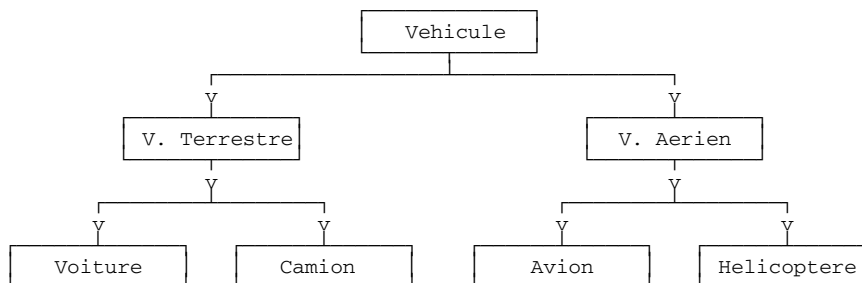 Vehicule
V. Terrestre
V. Aerien
Voiture
Camion
Avion
Helicoptere